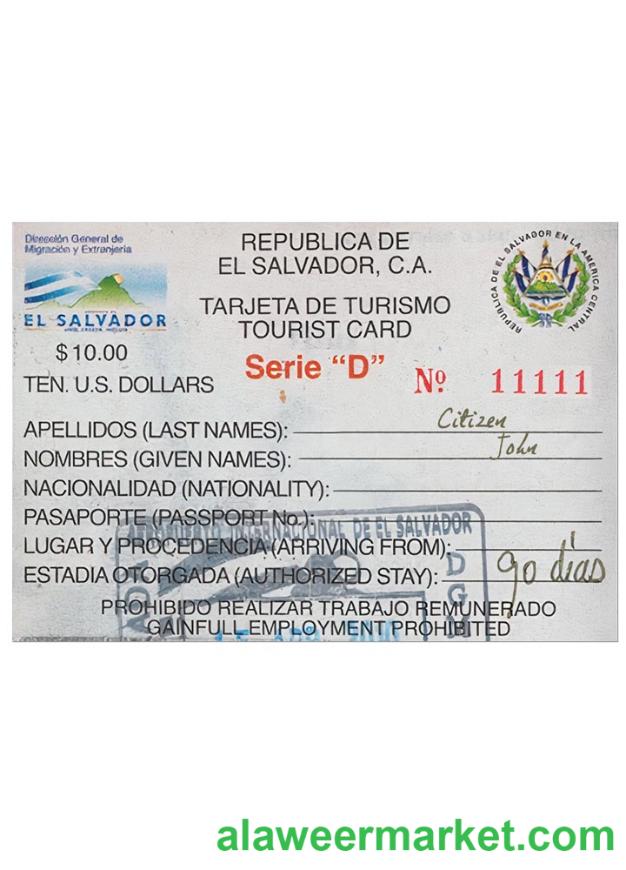 Dirección General de
Migración y Extranjería
EL SALVADOR
$10.00
TEN. U.S. DOLLARS
REPUBLICA DE
EL SALVADOR, C.A.
TARJETA DE TURISMO
TOURIST CARD
Serie "D"
REPUBLICA DE EL SALVADOR EN LA AMERICA CENTRAL
Nº 11111
APELLIDOS (LAST NAMES): Citizen
NOMBRES (GIVEN NAMES): John
NACIONALIDAD (NATIONALITY):
PASAPORTE (PASSPORT No.):
AEROPUERTO INTERNACIONAL DE EL SALVADOR
LUGAR Y PROCEDENCIA (ARRIVING FROM):
ESTADIA OTORGADA (AUTHORIZED STAY): 90 dias
PROHIBIDO REALIZAR TRABAJO REMUNERADO
GAINFULL EMPLOYMENT PROHIBITED
alaweermarket.com